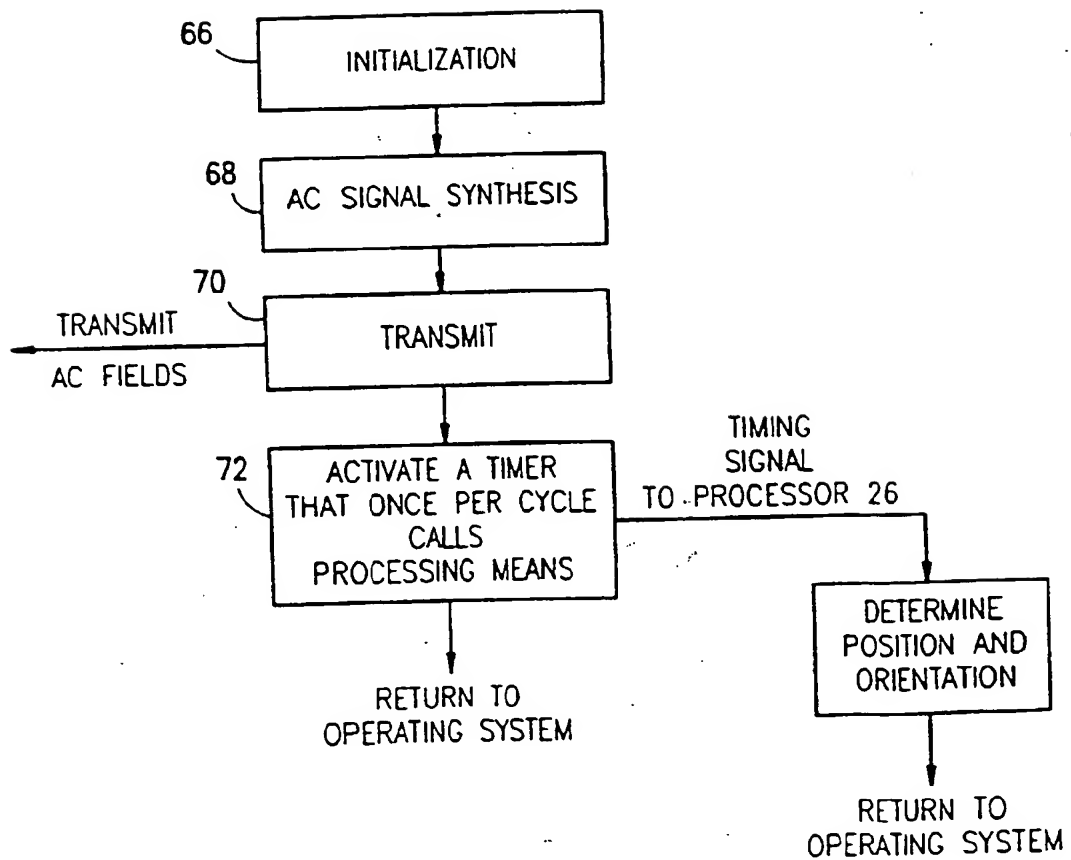 66
INITIALIZATION
68
AC SIGNAL SYNTHESIS
70
TRANSMIT
TRANSMIT
AC FIELDS
72
ACTIVATE A TIMER
THAT ONCE PER CYCLE
CALLS
PROCESSING MEANS
TIMING
SIGNAL
TO PROCESSOR 26
RETURN TO
OPERATING SYSTEM
DETERMINE
POSITION AND
ORIENTATION
RETURN TO
OPERATING SYSTEM